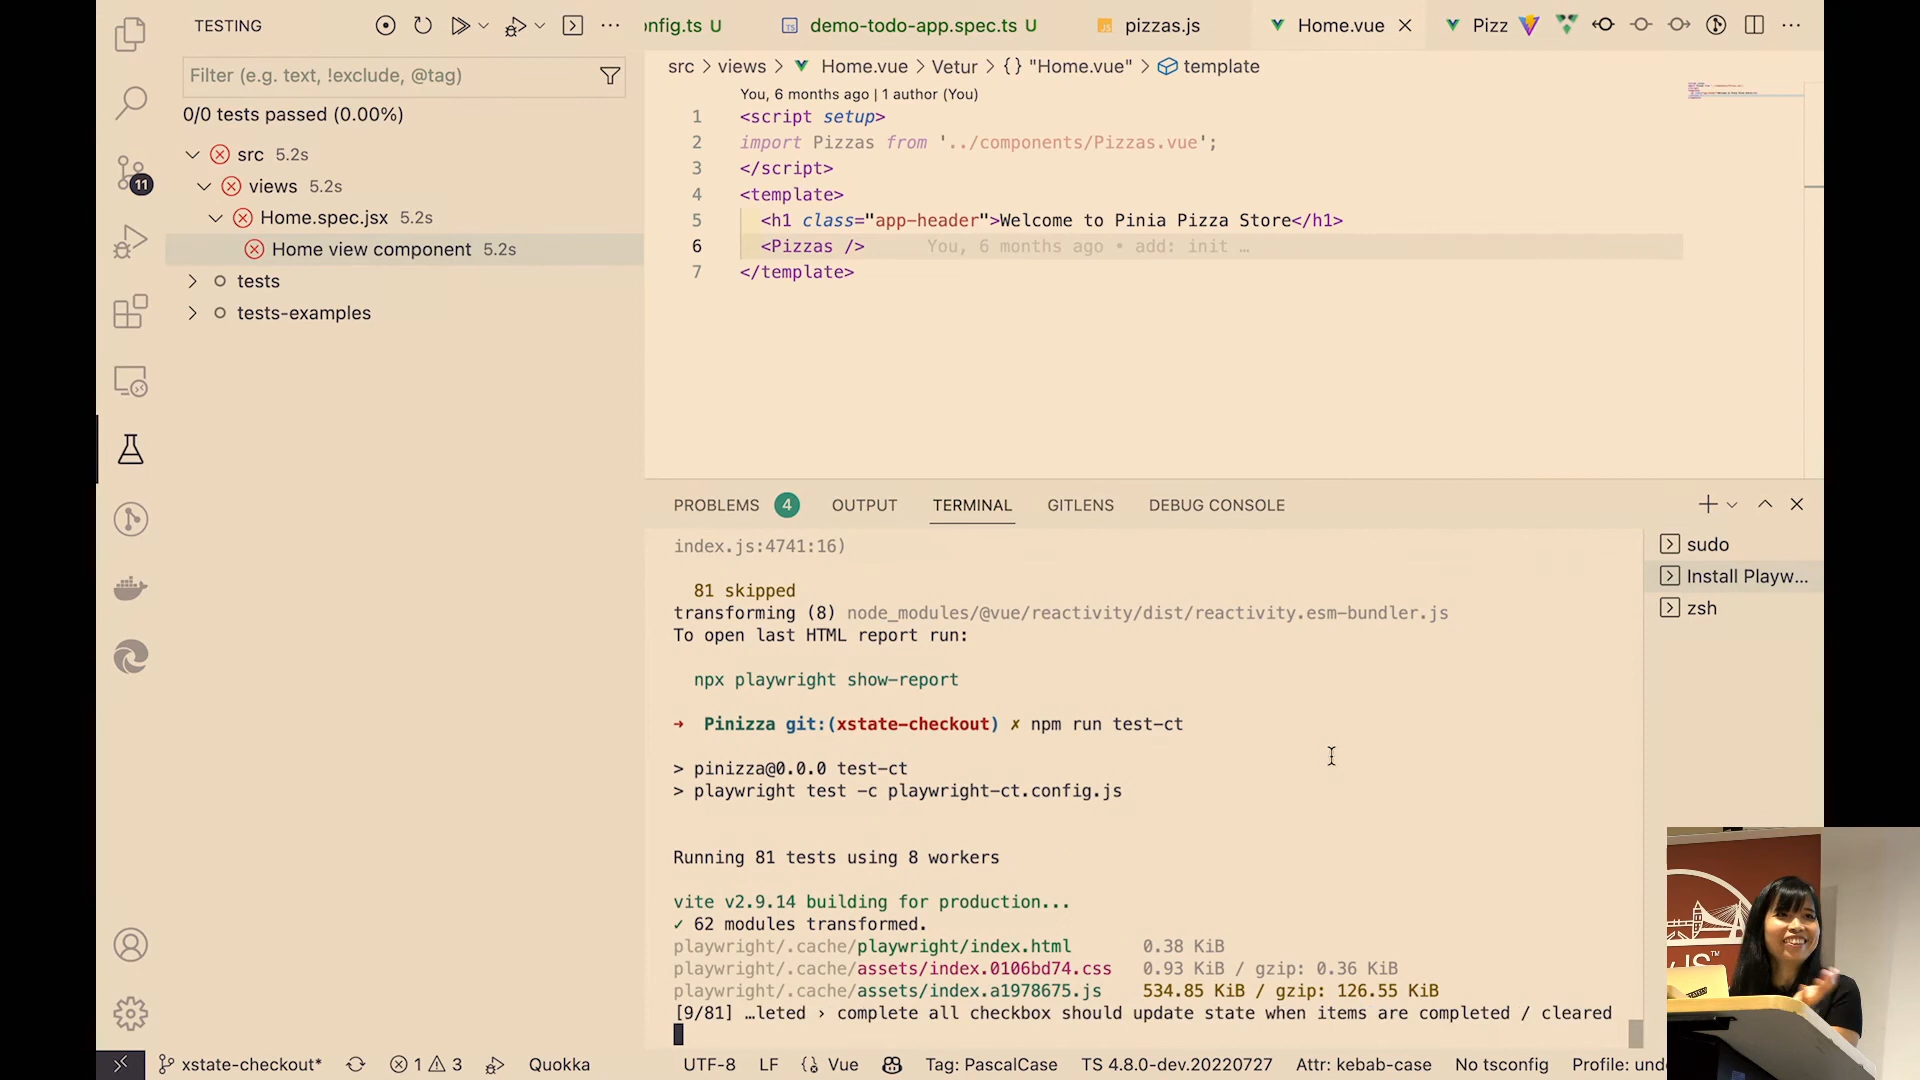 TESTING
Filter (e.g. text, !exclude, @tag)
0/0 tests passed (0.00%)
src 5.2s
views 5.2s
Home.spec.jsx 5.2s
Home view component 5.2s
tests
tests-examples
11
onfig.ts U
demo-todo-app.spec.ts U
pizzas.js
Home.vue
Pizz
src > views > Home.vue > Vetur > {} "Home.vue" > template
You, 6 months ago | 1 author (You)
1 <script setup>
2 import Pizzas from '../components/Pizzas.vue';
3 </script>
4 <template>
5 <h1 class="app-header">Welcome to Pinia Pizza Store</h1>
6 <Pizzas /> You, 6 months ago • add: init …
7 </template>
PROBLEMS 4 OUTPUT TERMINAL GITLENS DEBUG CONSOLE
index.js:4741:16)
81 skipped
transforming (8) node_modules/@vue/reactivity/dist/reactivity.esm-bundler.js
To open last HTML report run:
npx playwright show-report
→ Pinizza git:(xstate-checkout) ✗ npm run test-ct
> pinizza@0.0.0 test-ct
> playwright test -c playwright-ct.config.js
Running 81 tests using 8 workers
vite v2.9.14 building for production...
✓ 62 modules transformed.
playwright/.cache/playwright/index.html 0.38 KiB
playwright/.cache/assets/index.0106bd74.css 0.93 KiB / gzip: 0.36 KiB
playwright/.cache/assets/index.a1978675.js 534.85 KiB / gzip: 126.55 KiB
[9/81] …leted › complete all checkbox should update state when items are completed / cleared
sudo
Install Playw...
zsh
xstate-checkout* 1 3 Quokka UTF-8 LF {} Vue Tag: PascalCase TS 4.8.0-dev.20220727 Attr: kebab-case No tsconfig Profile: und